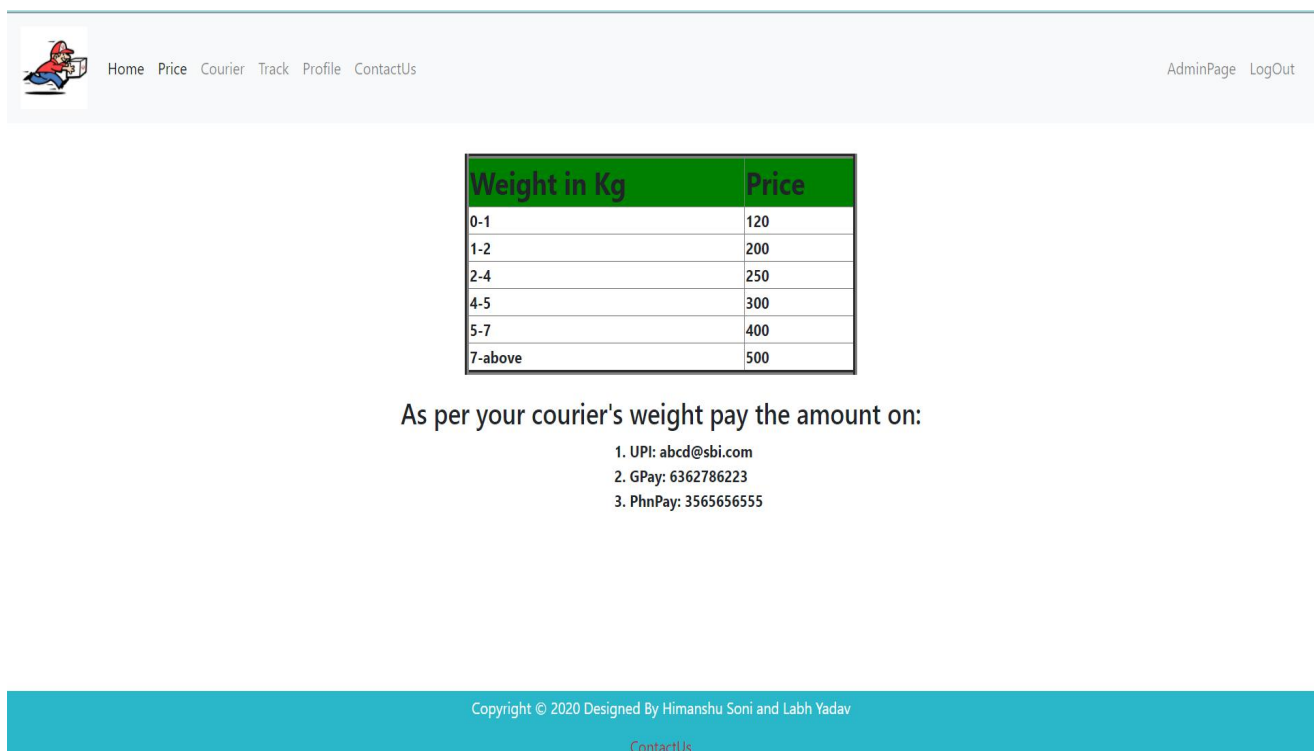 Home Price Courier Track Profile ContactUs AdminPage LogOut
Weight in Kg Price
0-1 120
1-2 200
2-4 250
4-5 300
5-7 400
7-above 500
As per your courier's weight pay the amount on:
1. UPI: abcd@sbi.com
2. GPay: 6362786223
3. PhnPay: 3565656555
Copyright © 2020 Designed By Himanshu Soni and Labh Yadav
ContactUs